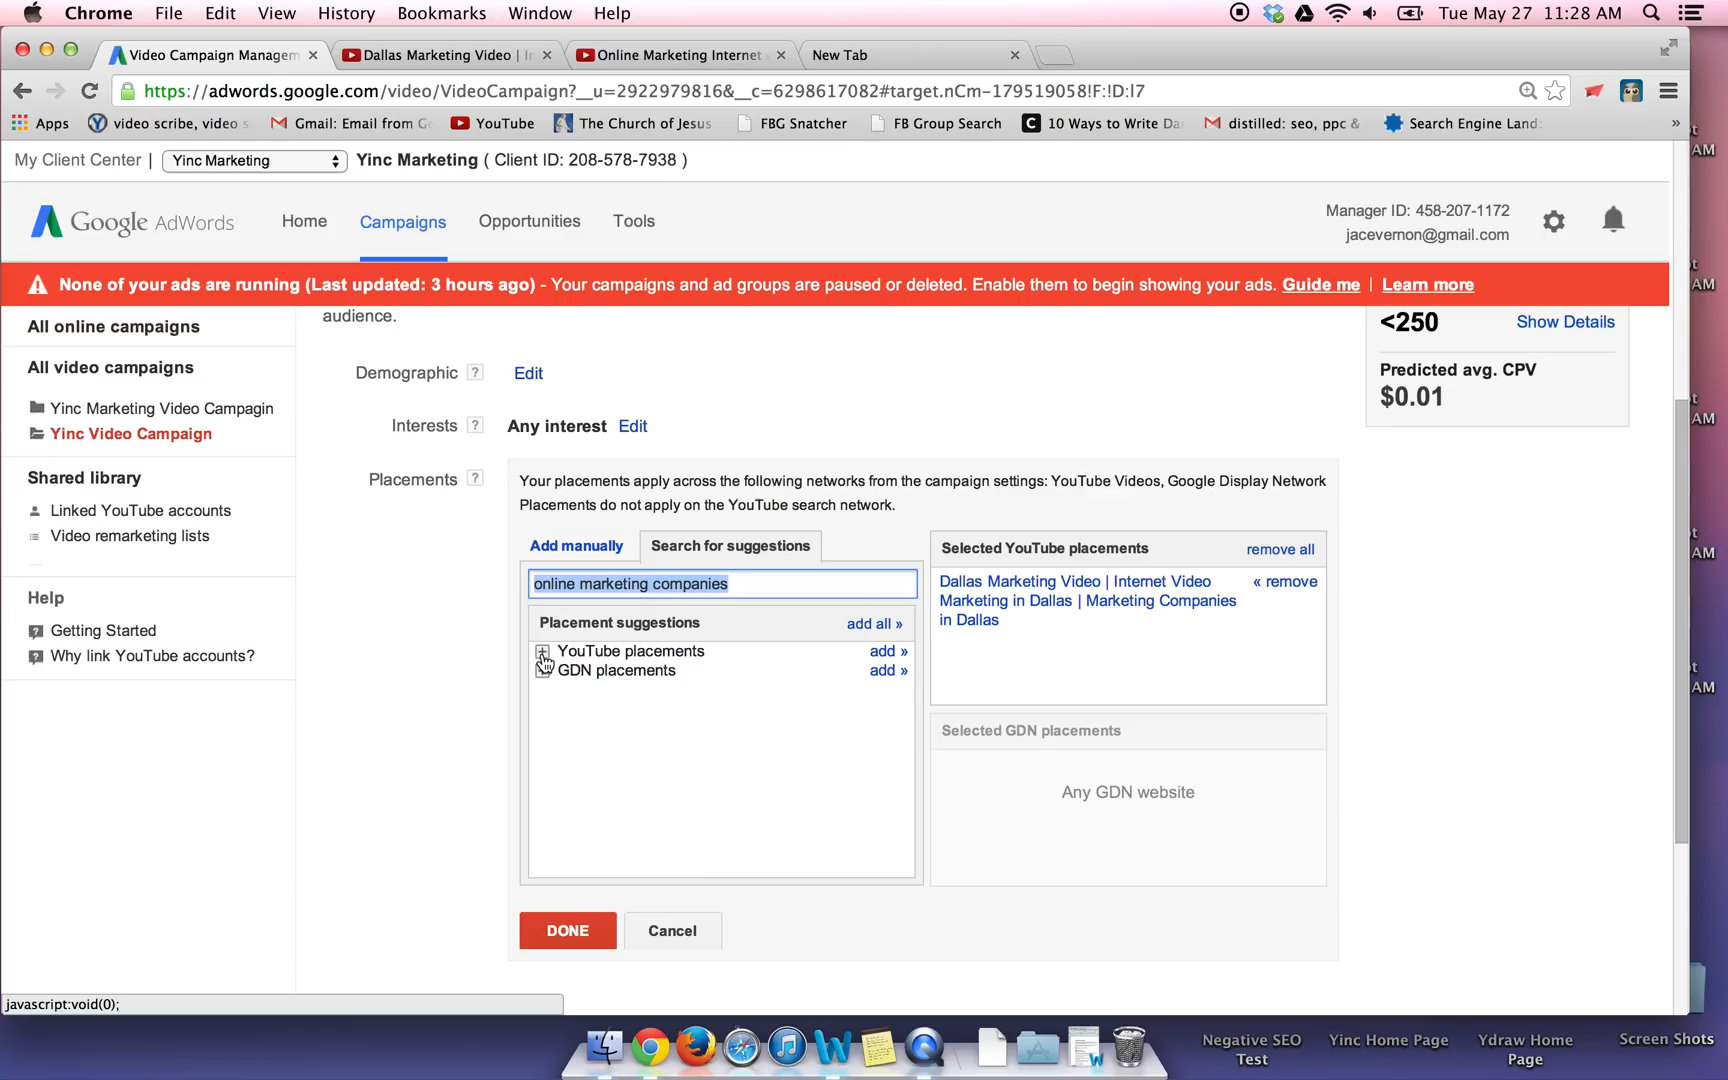 Chrome File Edit View History Bookmarks Window Help Tue May 27 11:28 AM
Video Campaign Managem Dallas Marketing Video | In Online Marketing Internet New Tab
https://adwords.google.com/video/VideoCampaign?__u=2922979816&__c=6298617082#target.nCm-179519058!F:!D:l7
Apps video scribe, video s Gmail: Email from Go YouTube The Church of Jesus FBG Snatcher FB Group Search 10 Ways to Write Da distilled: seo, ppc & Search Engine Land: »
My Client Center | Yinc Marketing Yinc Marketing ( Client ID: 208-578-7938 )
Google AdWords Home Campaigns Opportunities Tools
Manager ID: 458-207-1172
jacevernon@gmail.com
None of your ads are running (Last updated: 3 hours ago) - Your campaigns and ad groups are paused or deleted. Enable them to begin showing your ads. Guide me | Learn more
All online campaigns
All video campaigns
Yinc Marketing Video Campagin
Yinc Video Campaign
Shared library
Linked YouTube accounts
Video remarketing lists
Help
Getting Started
Why link YouTube accounts?
audience.
Demographic ? Edit
Interests ? Any interest Edit
Placements ?
Your placements apply across the following networks from the campaign settings: YouTube Videos, Google Display Network
Placements do not apply on the YouTube search network.
Add manually Search for suggestions
online marketing companies
Placement suggestions add all »
YouTube placements add »
GDN placements add »
Selected YouTube placements remove all
Dallas Marketing Video | Internet Video « remove
Marketing in Dallas | Marketing Companies
in Dallas
Selected GDN placements
Any GDN website
DONE Cancel
<250 Show Details
Predicted avg. CPV
$0.01
javascript:void(0);
ot
AM
t
AM
t
AM
ot
AM
ot
AM
Negative SEO
Test
Yinc Home Page
Ydraw Home
Page
Screen Shots